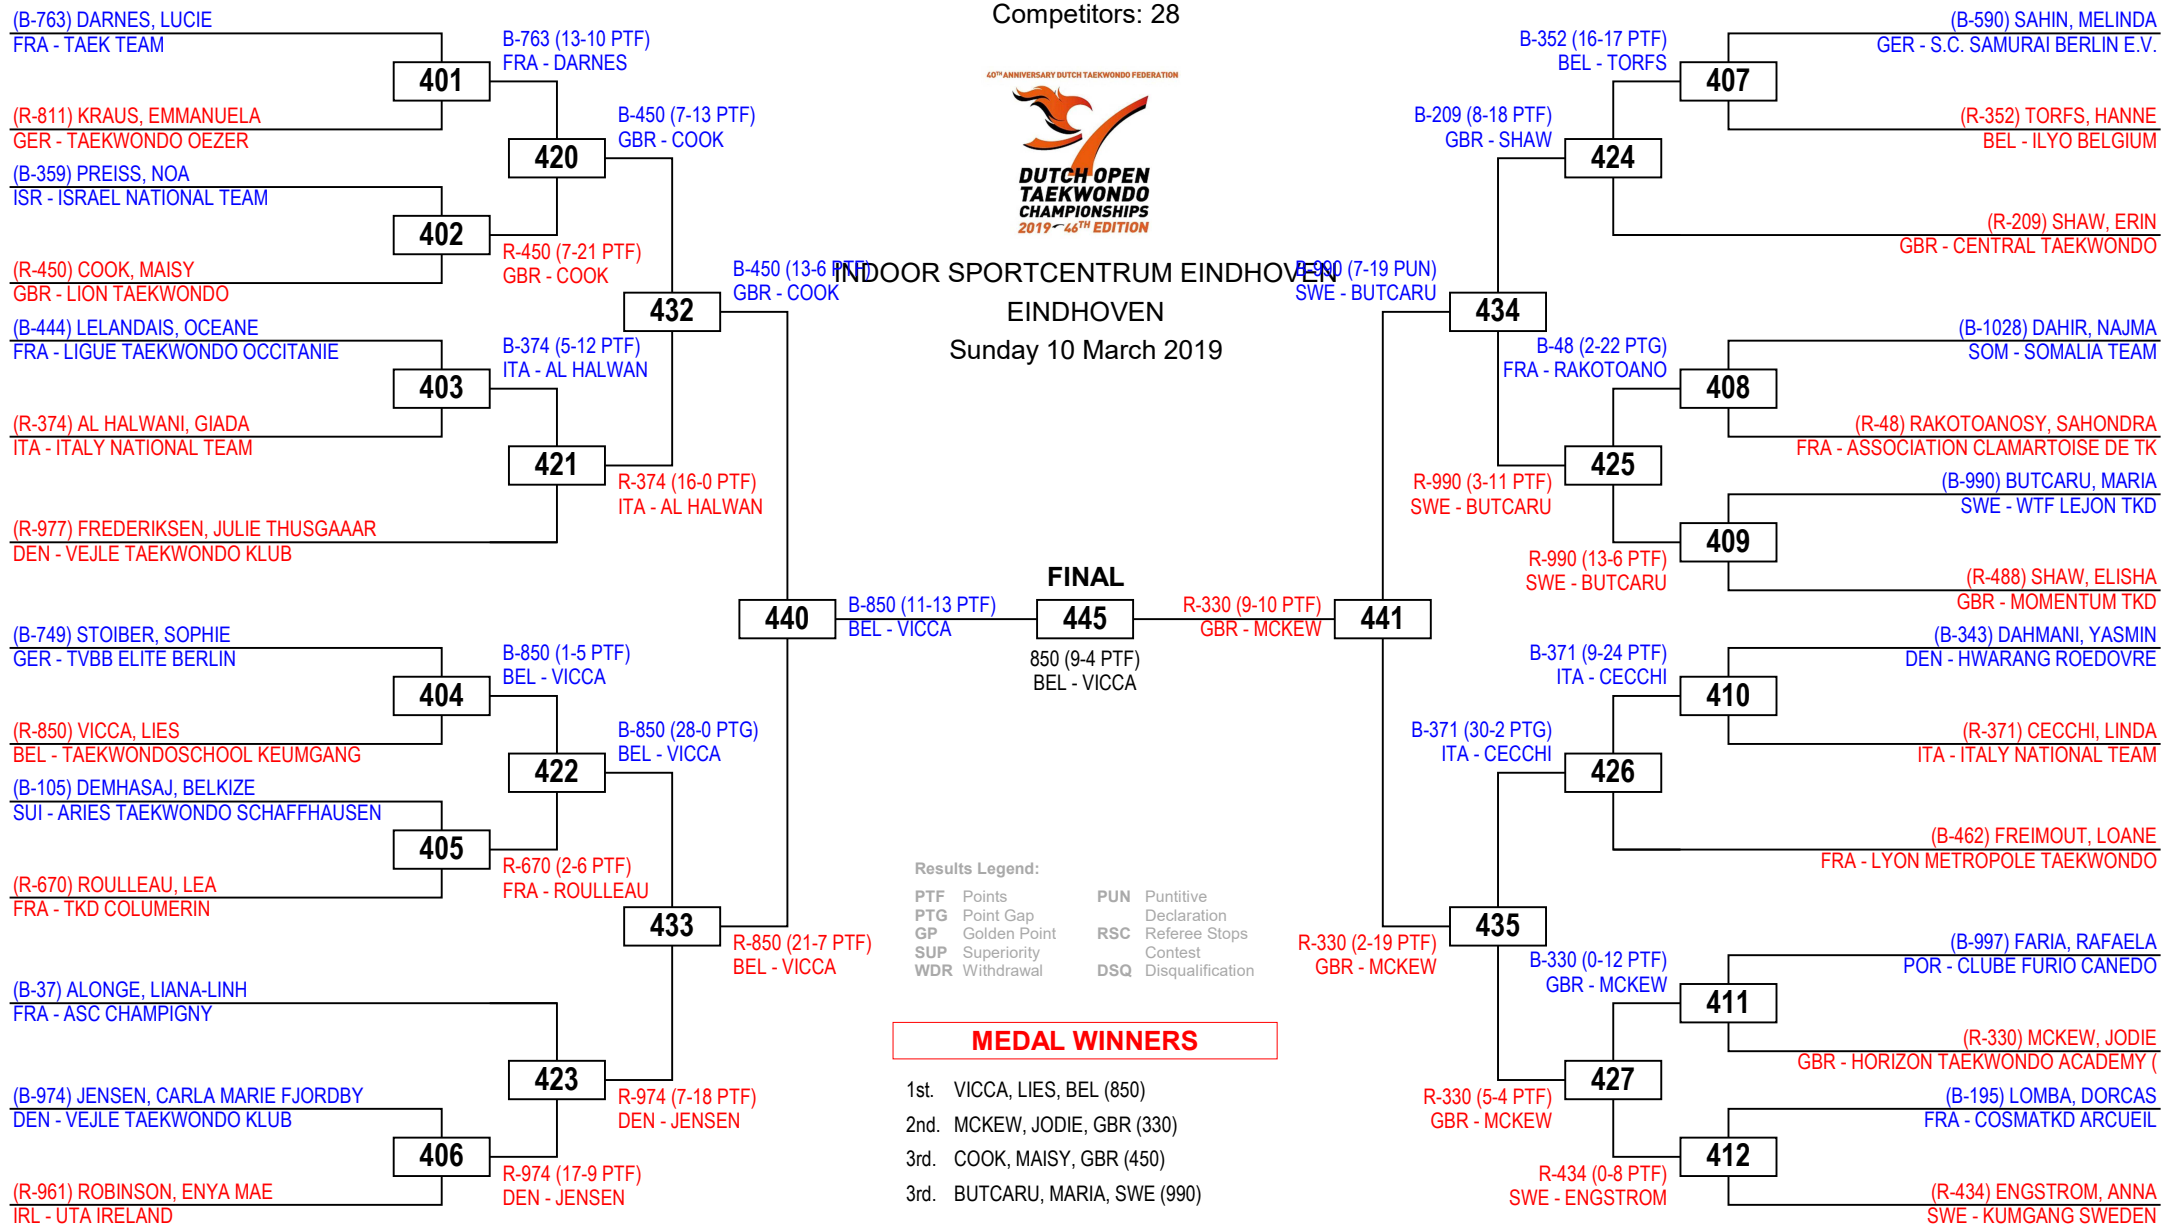 (B-763) DARNES, LUCIE
FRA - TAEK TEAM
(R-811) KRAUS, EMMANUELA
GER - TAEKWONDO OEZER
(B-359) PREISS, NOA
ISR - ISRAEL NATIONAL TEAM
(R-450) COOK, MAISY
GBR - LION TAEKWONDO
(B-444) LELANDAIS, OCEANE
FRA - LIGUE TAEKWONDO OCCITANIE
(R-374) AL HALWANI, GIADA
ITA - ITALY NATIONAL TEAM
(R-977) FREDERIKSEN, JULIE THUSGAAAR
DEN - VEJLE TAEKWONDO KLUB
(B-749) STOIBER, SOPHIE
GER - TVBB ELITE BERLIN
(R-850) VICCA, LIES
BEL - TAEKWONDOSCHOOL KEUMGANG
(B-105) DEMHASAJ, BELKIZE
SUI - ARIES TAEKWONDO SCHAFFHAUSEN
(R-670) ROULLEAU, LEA
FRA - TKD COLUMERIN
(B-37) ALONGE, LIANA-LINH
FRA - ASC CHAMPIGNY
(B-974) JENSEN, CARLA MARIE FJORDBY
DEN - VEJLE TAEKWONDO KLUB
(R-961) ROBINSON, ENYA MAE
IRL - UTA IRELAND
401
402
403
404
405
406
B-763 (13-10 PTF)
FRA - DARNES
R-450 (7-21 PTF)
GBR - COOK
B-374 (5-12 PTF)
ITA - AL HALWAN
B-850 (1-5 PTF)
BEL - VICCA
R-670 (2-6 PTF)
FRA - ROULLEAU
R-974 (17-9 PTF)
DEN - JENSEN
420
421
422
423
B-450 (7-13 PTF)
GBR - COOK
R-374 (16-0 PTF)
ITA - AL HALWAN
B-850 (28-0 PTG)
BEL - VICCA
R-974 (7-18 PTF)
DEN - JENSEN
432
433
B-450 (13-6 PTF)
GBR - COOK
R-850 (21-7 PTF)
BEL - VICCA
440
B-850 (11-13 PTF)
BEL - VICCA
Competitors: 28
40TH ANNIVERSARY DUTCH TAEKWONDO FEDERATION
DUTCH OPEN
TAEKWONDO
CHAMPIONSHIPS
2019 46TH EDITION
INDOOR SPORTCENTRUM EINDHOVEN
EINDHOVEN
Sunday 10 March 2019
FINAL
445
850 (9-4 PTF)
BEL - VICCA
Results Legend:
PTF Points
PTG Point Gap
GP Golden Point
SUP Superiority
WDR Withdrawal
PUN Puntitive
Declaration
RSC Referee Stops
Contest
DSQ Disqualification
MEDAL WINNERS
1st. VICCA, LIES, BEL (850)
2nd. MCKEW, JODIE, GBR (330)
3rd. COOK, MAISY, GBR (450)
3rd. BUTCARU, MARIA, SWE (990)
R-330 (9-10 PTF)
GBR - MCKEW
441
B-990 (7-19 PUN)
SWE - BUTCARU
R-330 (2-19 PTF)
GBR - MCKEW
434
435
B-209 (8-18 PTF)
GBR - SHAW
R-990 (3-11 PTF)
SWE - BUTCARU
B-371 (30-2 PTG)
ITA - CECCHI
R-330 (5-4 PTF)
GBR - MCKEW
424
425
426
427
B-352 (16-17 PTF)
BEL - TORFS
B-48 (2-22 PTG)
FRA - RAKOTOANO
R-990 (13-6 PTF)
SWE - BUTCARU
B-371 (9-24 PTF)
ITA - CECCHI
B-330 (0-12 PTF)
GBR - MCKEW
R-434 (0-8 PTF)
SWE - ENGSTROM
407
408
409
410
411
412
(B-590) SAHIN, MELINDA
GER - S.C. SAMURAI BERLIN E.V.
(R-352) TORFS, HANNE
BEL - ILYO BELGIUM
(R-209) SHAW, ERIN
GBR - CENTRAL TAEKWONDO
(B-1028) DAHIR, NAJMA
SOM - SOMALIA TEAM
(R-48) RAKOTOANOSY, SAHONDRA
FRA - ASSOCIATION CLAMARTOISE DE TK
(B-990) BUTCARU, MARIA
SWE - WTF LEJON TKD
(R-488) SHAW, ELISHA
GBR - MOMENTUM TKD
(B-343) DAHMANI, YASMIN
DEN - HWARANG ROEDOVRE
(R-371) CECCHI, LINDA
ITA - ITALY NATIONAL TEAM
(B-462) FREIMOUT, LOANE
FRA - LYON METROPOLE TAEKWONDO
(B-997) FARIA, RAFAELA
POR - CLUBE FURIO CANEDO
(R-330) MCKEW, JODIE
GBR - HORIZON TAEKWONDO ACADEMY (
(B-195) LOMBA, DORCAS
FRA - COSMATKD ARCUEIL
(R-434) ENGSTROM, ANNA
SWE - KUMGANG SWEDEN